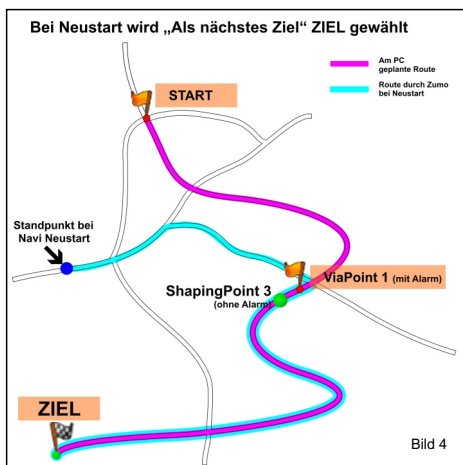 Bei Neustart wird „Als nächstes Ziel“ ZIEL gewählt
Am PC
geplante Route
Route durch Zumo
bei Neustart
START
Standpunkt bei
Navi Neustart
ViaPoint 1 (mit Alarm)
ShapingPoint 3
(ohne Alarm)
ZIEL
Bild 4